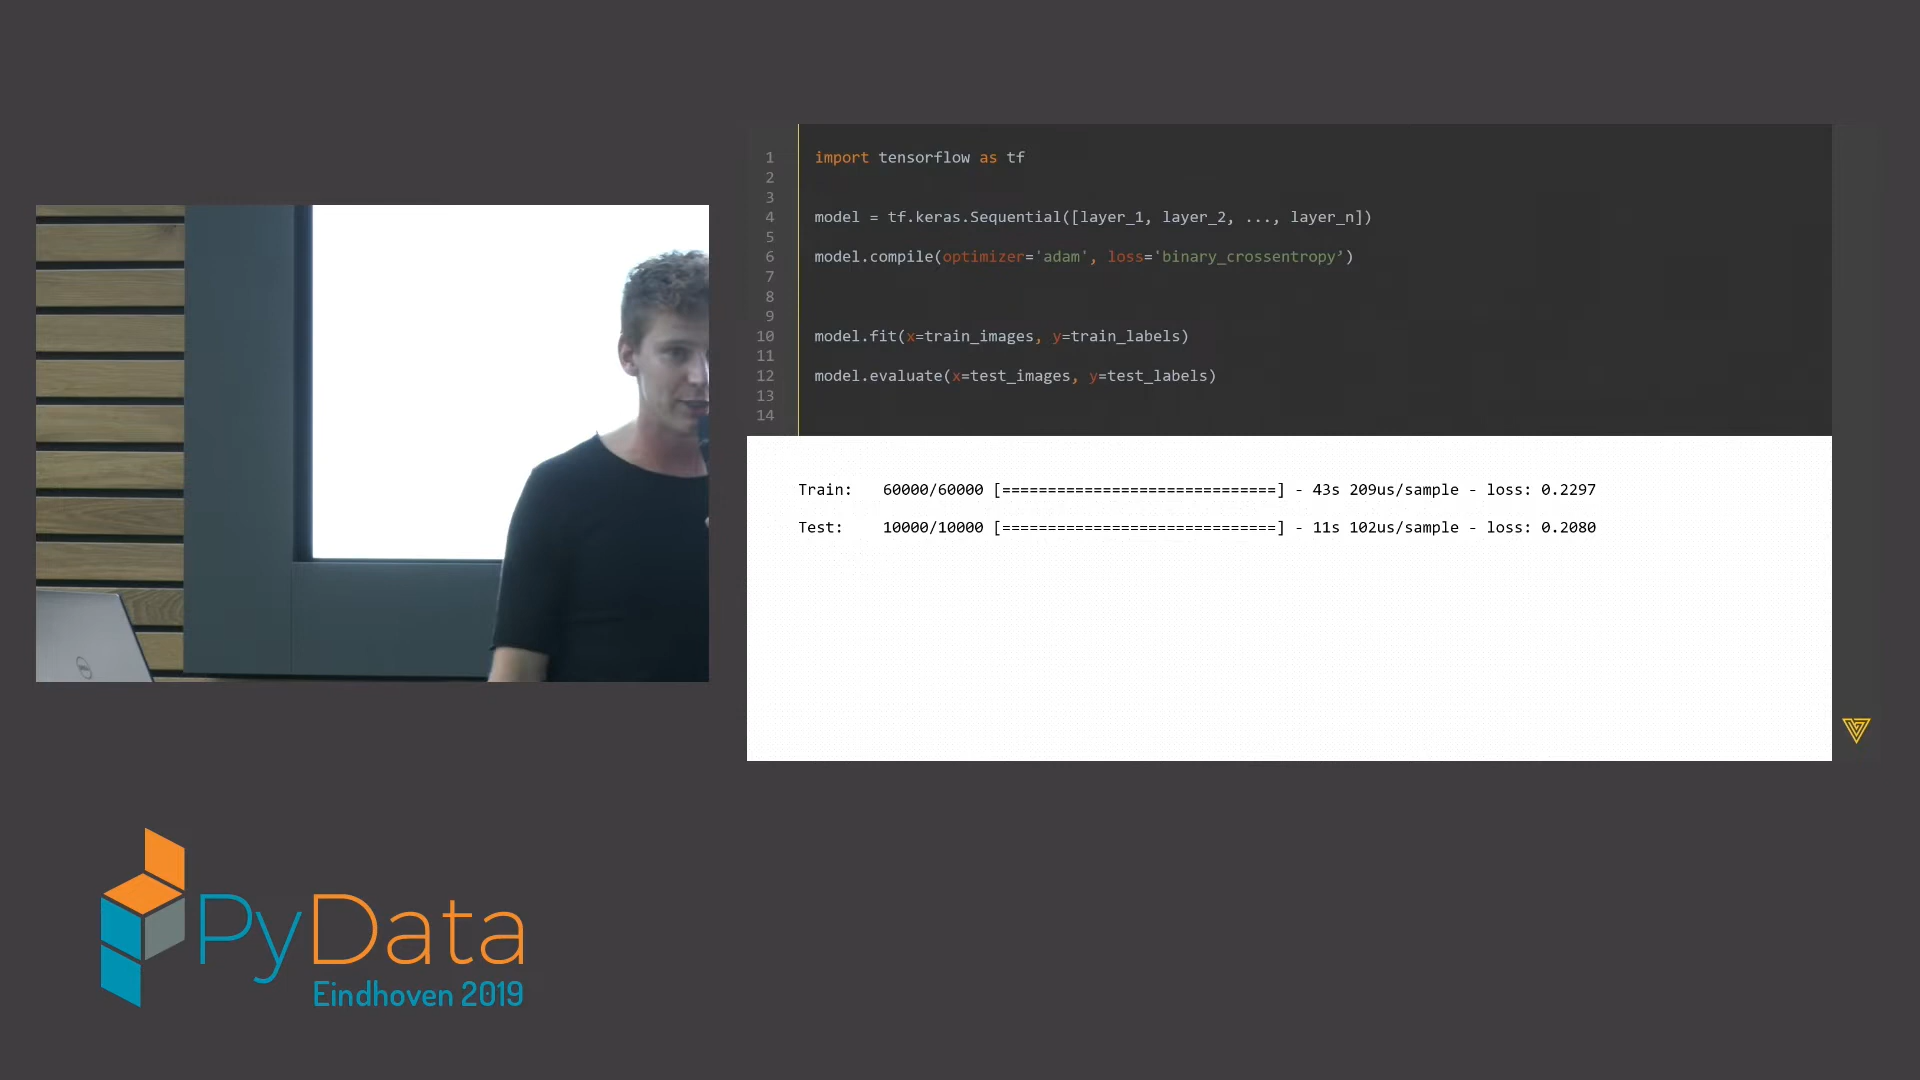 1 import tensorflow as tf
2
3
4 model = tf.keras.Sequential([layer_1, layer_2, ..., layer_n])
5
6 model.compile(optimizer='adam', loss='binary_crossentropy’)
7
8
9
10 model.fit(x=train_images, y=train_labels)
11
12 model.evaluate(x=test_images, y=test_labels)
13
14
Train: 60000/60000 [==============================] - 43s 209us/sample - loss: 0.2297
Test: 10000/10000 [==============================] - 11s 102us/sample - loss: 0.2080
PyData
Eindhoven 2019